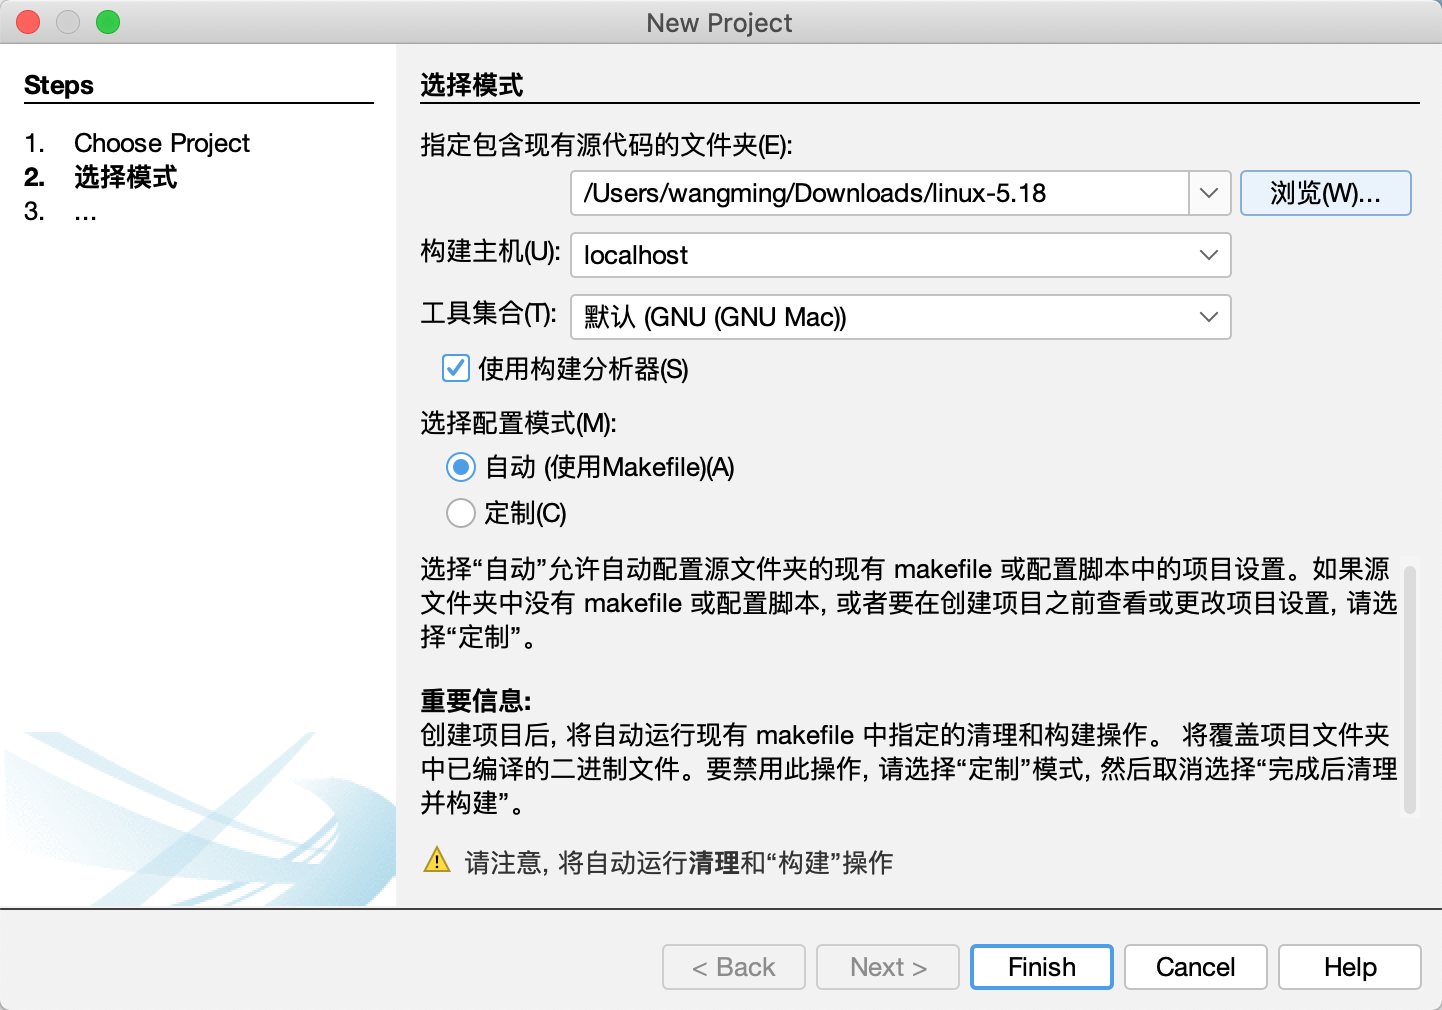 New Project
Steps
1. Choose Project
2. 选择模式
3. ...
选择模式
指定包含现有源代码的文件夹(E):
/Users/wangming/Downloads/linux-5.18
浏览(W)...
构建主机(U):
localhost
工具集合(T):
默认 (GNU (GNU Mac))
使用构建分析器(S)
选择配置模式(M):
自动 (使用Makefile)(A)
定制(C)
选择“自动”允许自动配置源文件夹的现有 makefile 或配置脚本中的项目设置。如果源
文件夹中没有 makefile 或配置脚本, 或者要在创建项目之前查看或更改项目设置, 请选
择“定制”。
重要信息:
创建项目后, 将自动运行现有 makefile 中指定的清理和构建操作。 将覆盖项目文件夹
中已编译的二进制文件。要禁用此操作, 请选择“定制”模式, 然后取消选择“完成后清理
并构建”。
请注意, 将自动运行清理和“构建”操作
< Back
Next >
Finish
Cancel
Help